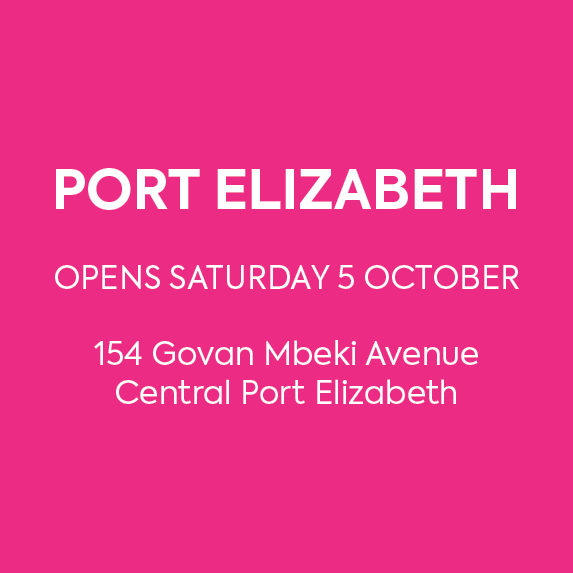 PORT ELIZABETH
OPENS SATURDAY 5 OCTOBER
154 Govan Mbeki Avenue
Central Port Elizabeth